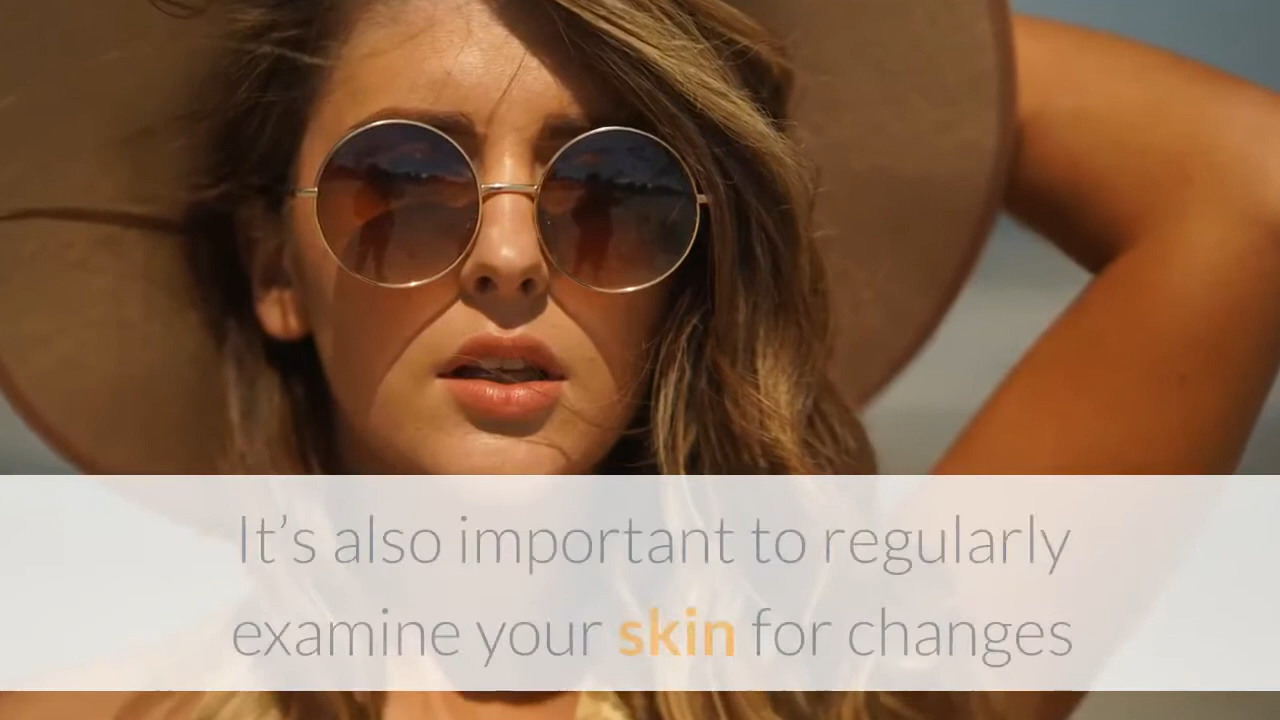 It’s also important to regularly
examine your skin for changes